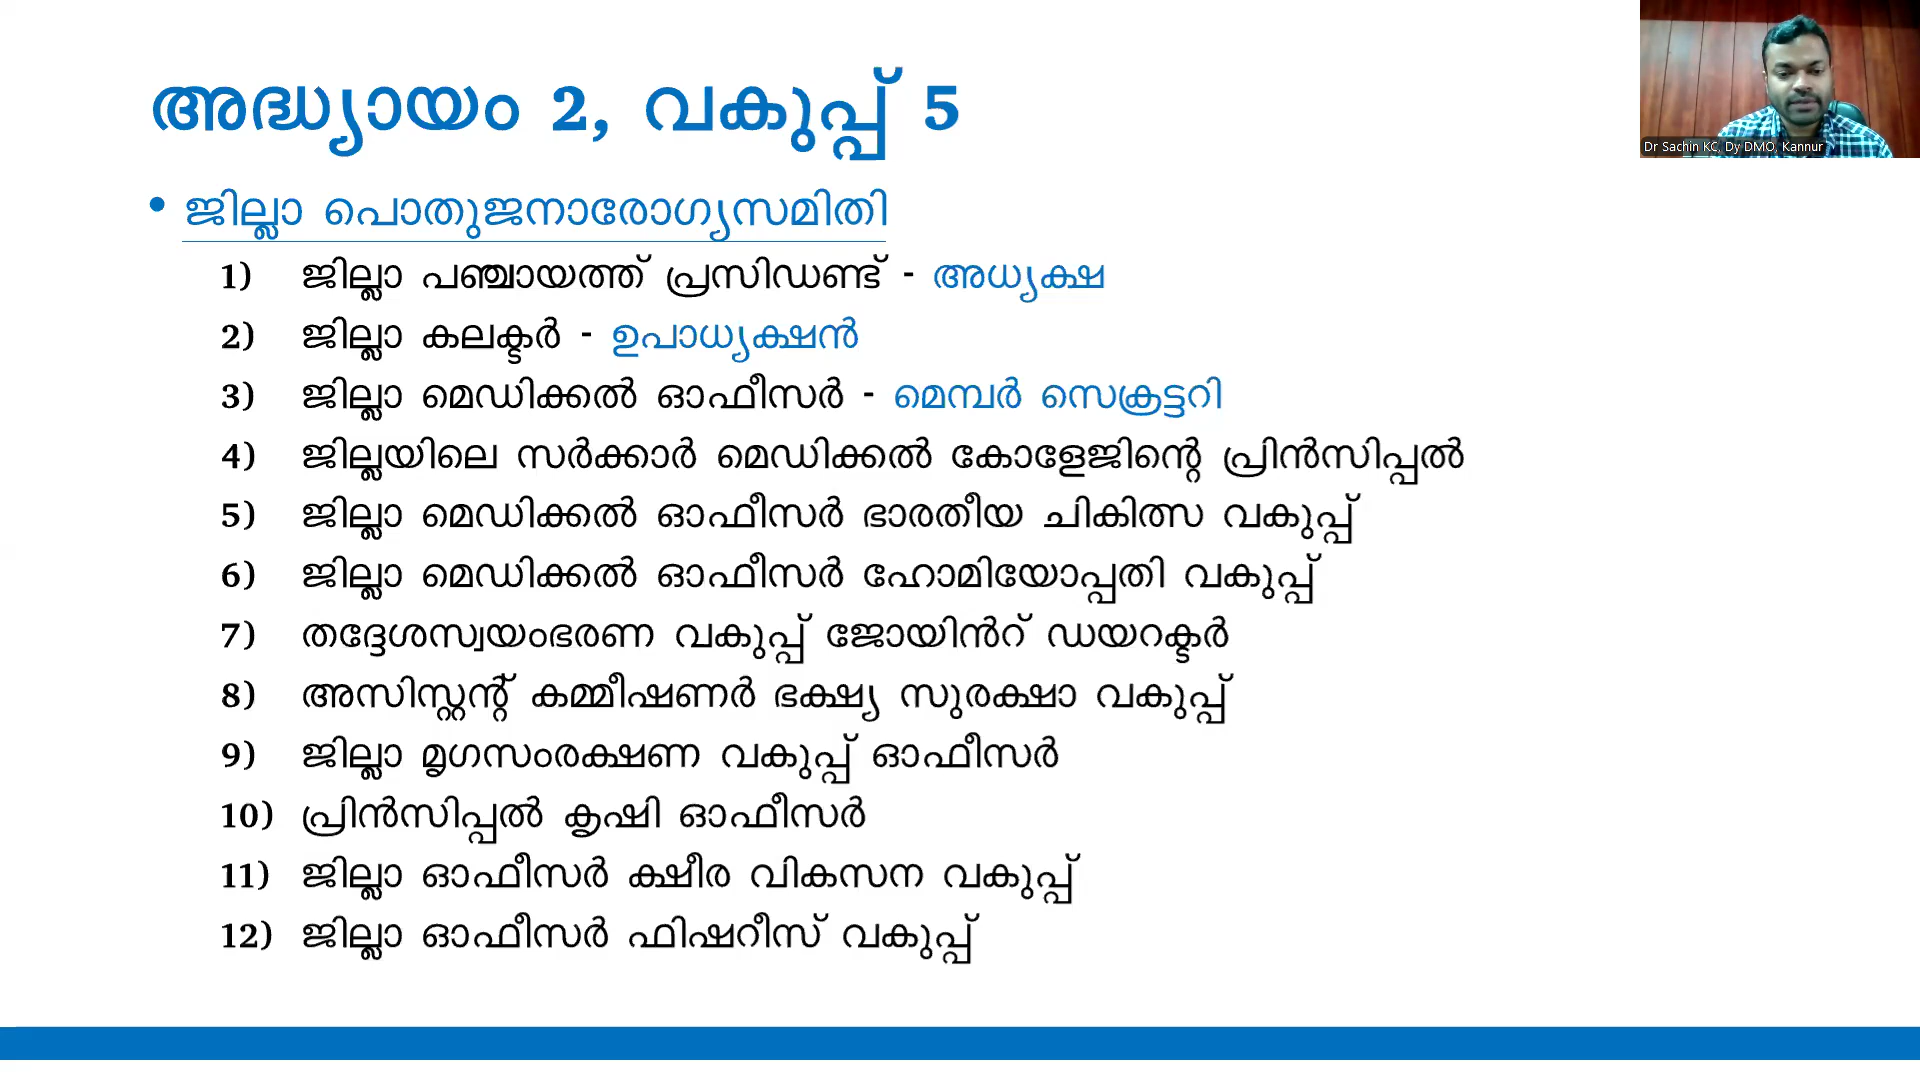 അദ്ധ്യായം 2, വകുപ്പ് 5
Dr Sachin KC, Dy DMO, Kannur
• ജില്ലാ പൊതുജനാരോഗ്യസമിതി
1) ജില്ലാ പഞ്ചായത്ത് പ്രസിഡണ്ട് - അധ്യക്ഷ
2) ജില്ലാ കലക്ടർ - ഉപാധ്യക്ഷൻ
3) ജില്ലാ മെഡിക്കൽ ഓഫീസർ - മെമ്പർ സെക്രട്ടറി
4) ജില്ലയിലെ സർക്കാർ മെഡിക്കൽ കോളേജിന്റെ പ്രിൻസിപ്പൽ
5) ജില്ലാ മെഡിക്കൽ ഓഫീസർ ഭാരതീയ ചികിത്സ വകുപ്പ്
6) ജില്ലാ മെഡിക്കൽ ഓഫീസർ ഹോമിയോപ്പതി വകുപ്പ്
7) തദ്ദേശസ്വയംഭരണ വകുപ്പ് ജോയിൻറ് ഡയറക്ടർ
8) അസിസ്റ്റന്റ് കമ്മീഷണർ ഭക്ഷ്യ സുരക്ഷാ വകുപ്പ്
9) ജില്ലാ മൃഗസംരക്ഷണ വകുപ്പ് ഓഫീസർ
10) പ്രിൻസിപ്പൽ കൃഷി ഓഫീസർ
11) ജില്ലാ ഓഫീസർ ക്ഷീര വികസന വകുപ്പ്
12) ജില്ലാ ഓഫീസർ ഫിഷറീസ് വകുപ്പ്